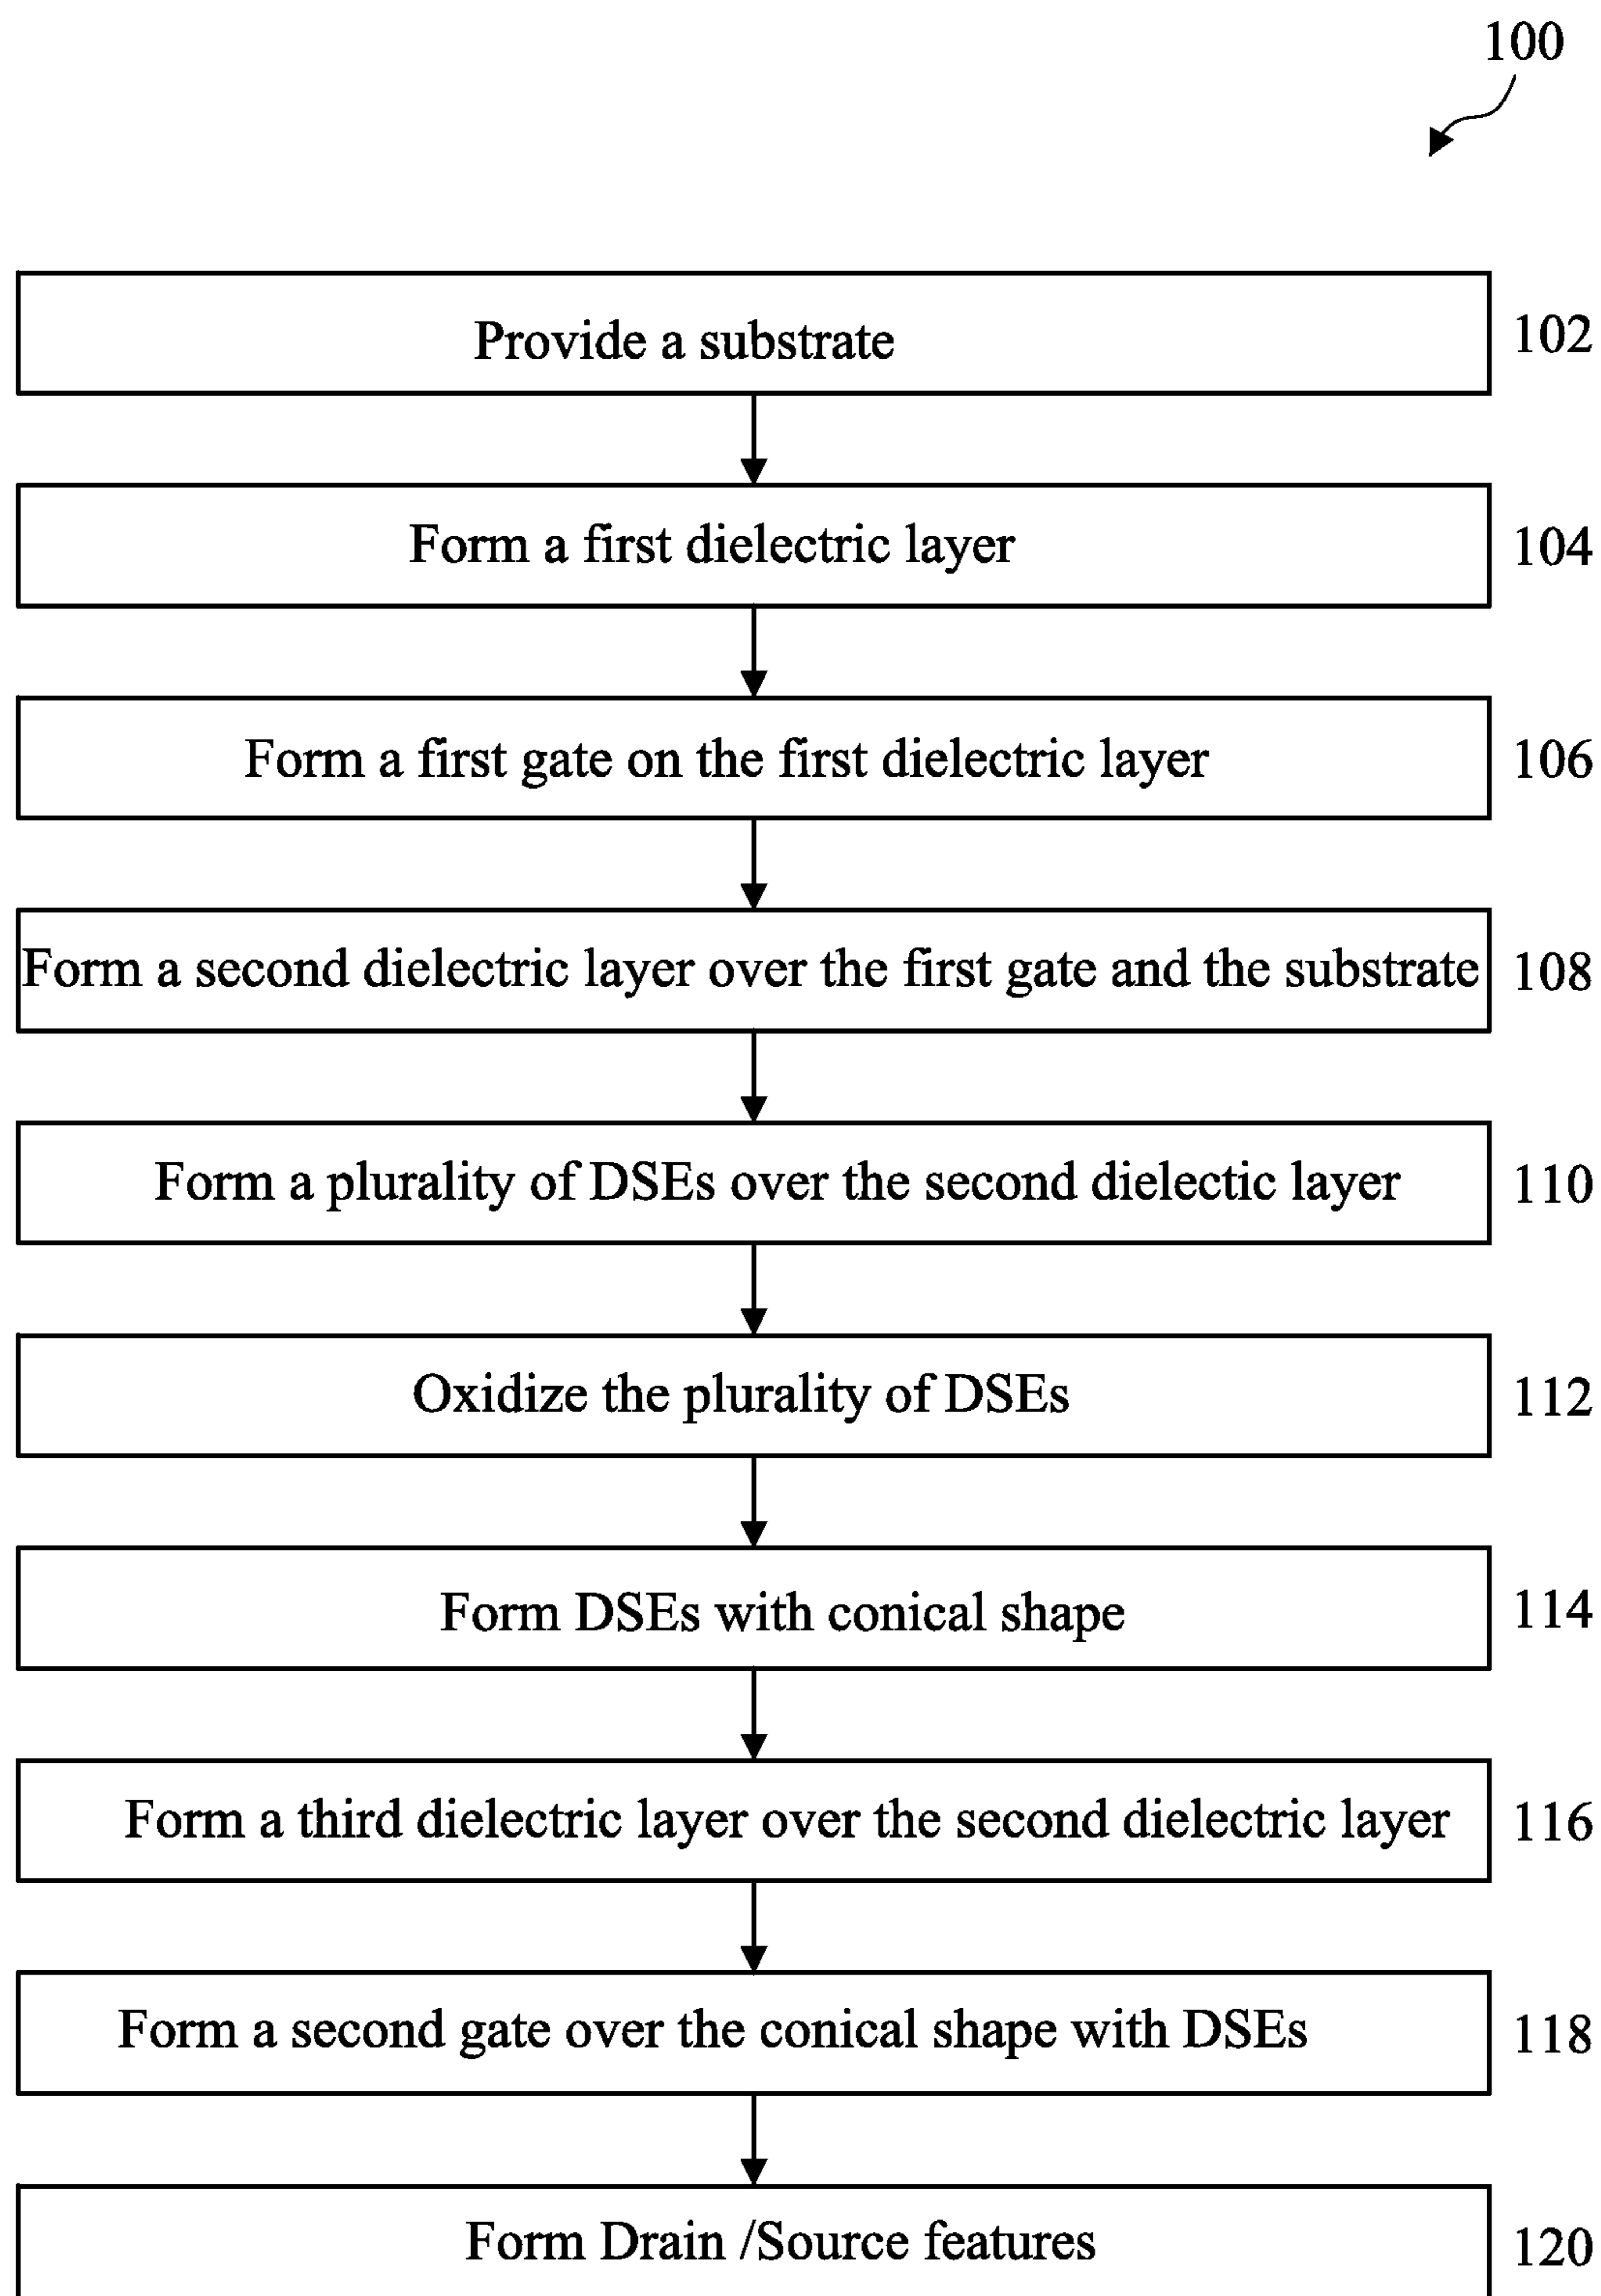 100
Provide a substrate 102
Form a first dielectric layer 104
Form a first gate on the first dielectric layer 106
Form a second dielectric layer over the first gate and the substrate 108
Form a plurality of DSEs over the second dielectic layer 110
Oxidize the plurality of DSEs 112
Form DSEs with conical shape 114
Form a third dielectric layer over the second dielectric layer 116
Form a second gate over the conical shape with DSEs 118
Form Drain /Source features 120